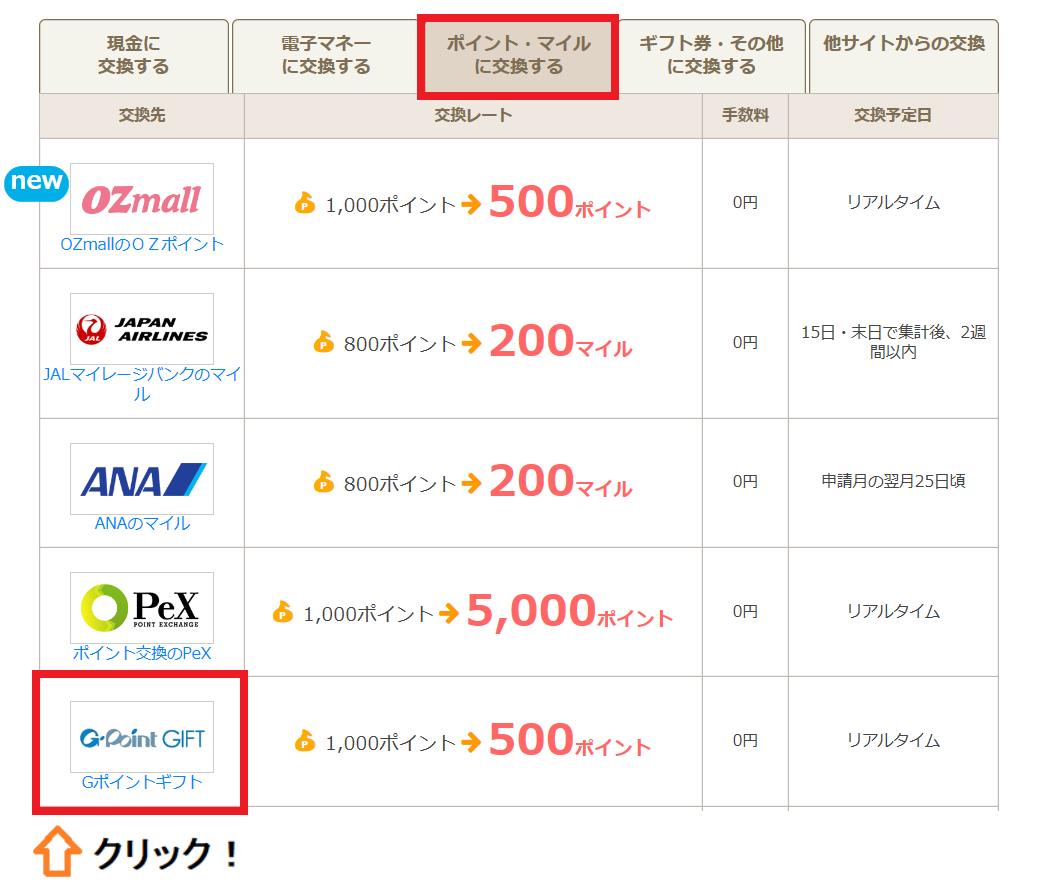 現金に
交換する
電子マネー
に交換する
ポイント・マイル
に交換する
ギフト券・その他
に交換する
他サイトからの交換
交換先
交換レート
手数料
交換予定日
new
OZmall
OZmallのＯＺポイント
P 1,000ポイント 500ポイント
0円
リアルタイム
JAL
JAPAN
AIRLINES
JALマイレージバンクのマイ
ル
P 800ポイント 200マイル
0円
15日・末日で集計後、2週
間以内
ANA
ANAのマイル
P 800ポイント 200マイル
0円
申請月の翌月25日頃
PeX
POINT EXCHANGE
ポイント交換のPeX
P 1,000ポイント 5,000ポイント
0円
リアルタイム
G-Point GIFT
Gポイントギフト
P 1,000ポイント 500ポイント
0円
リアルタイム
クリック！